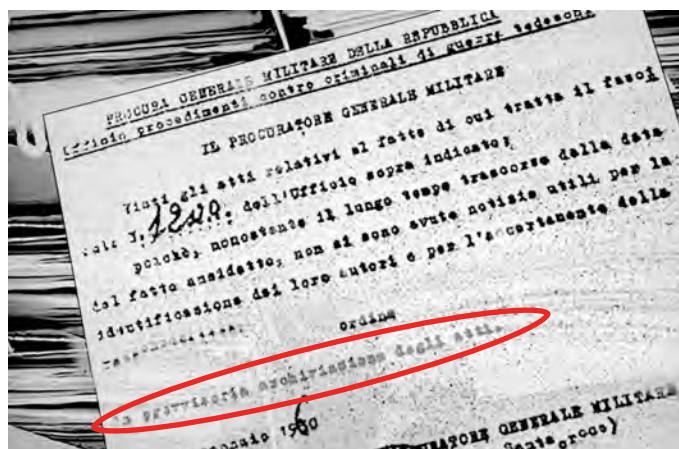 PROCURA GENERALE MILITARE DELLA REPUBBLICA
Ufficio procedimenti contro criminali di guerra tedeschi
IL PROCURATORE GENERALE MILITARE
Visti gli atti relativi al fatto di cui tratta il fasci
colo N. dell'Ufficio sopra indicato;
poichè, nonostante il lungo tempo trascorso dalla data
del fatto anzidetto, non si sono avute notizie utili per la
identificazione dei loro autori e per l'accertamento della
ordina
la provvisoria archiviazione degli atti.
gennaio 1960
PROCURATORE GENERALE MILITARE
Santacroce)